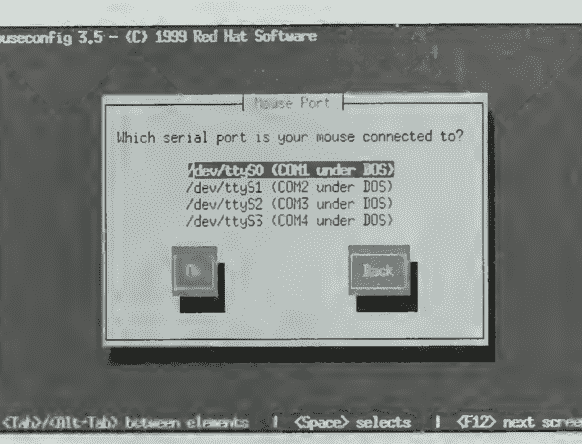 useconfig 3.5 - (C) 1999 Red Hat Software
Mouse Port
Which serial port is your mouse connected to?
/dev/ttyS0 (COM1 under DOS)
/dev/ttyS1 (COM2 under DOS)
/dev/ttyS2 (COM3 under DOS)
/dev/ttyS3 (COM4 under DOS)
Ok Back
<Tab>/<Alt-Tab> between elements | <Space> selects | <F12> next scree